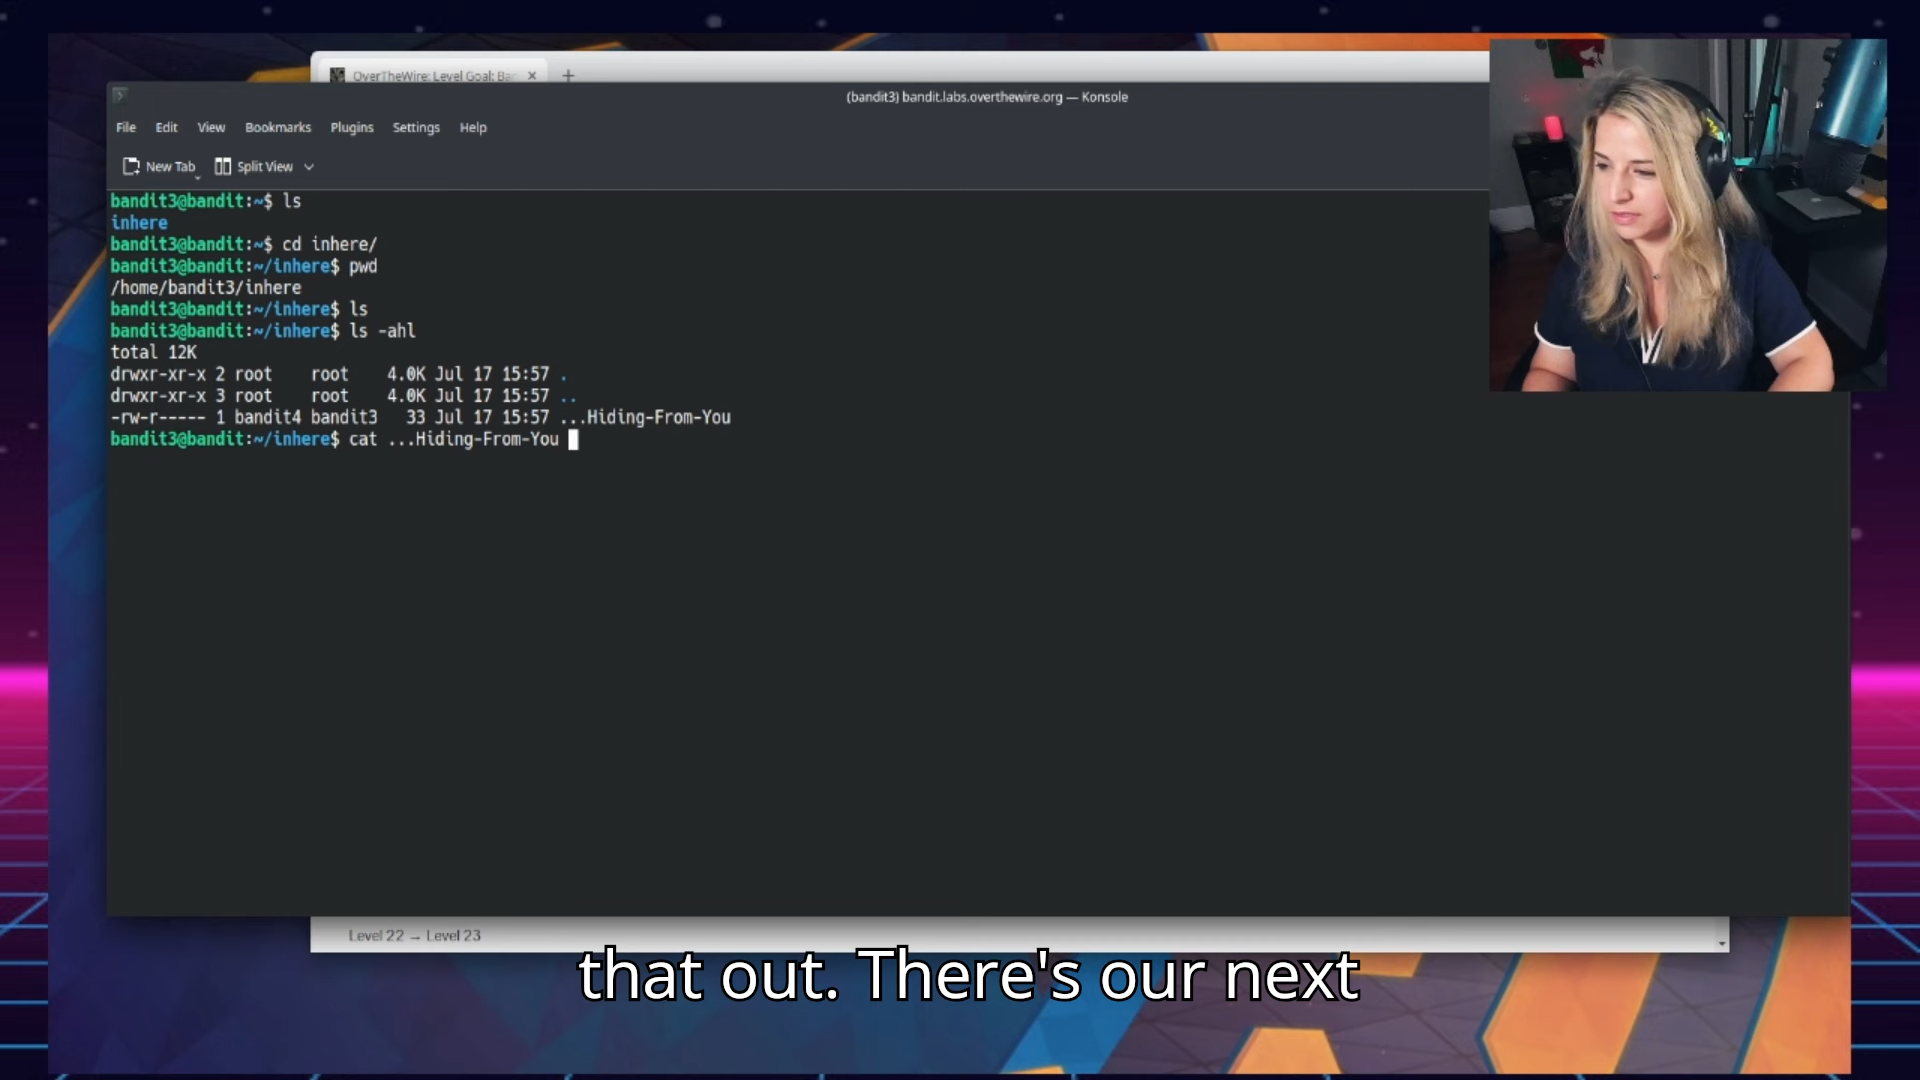 OverTheWire: Level Goal: Ban
(bandit3) bandit.labs.overthewire.org — Konsole
File Edit View Bookmarks Plugins Settings Help
New Tab Split View
bandit3@bandit:~$ ls
inhere
bandit3@bandit:~$ cd inhere/
bandit3@bandit:~/inhere$ pwd
/home/bandit3/inhere
bandit3@bandit:~/inhere$ ls
bandit3@bandit:~/inhere$ ls -ahl
total 12K
drwxr-xr-x 2 root    root    4.0K Jul 17 15:57 .
drwxr-xr-x 3 root    root    4.0K Jul 17 15:57 ..
-rw-r----- 1 bandit4 bandit3   33 Jul 17 15:57 ...Hiding-From-You
bandit3@bandit:~/inhere$ cat ...Hiding-From-You
Level 22 → Level 23
that out. There's our next